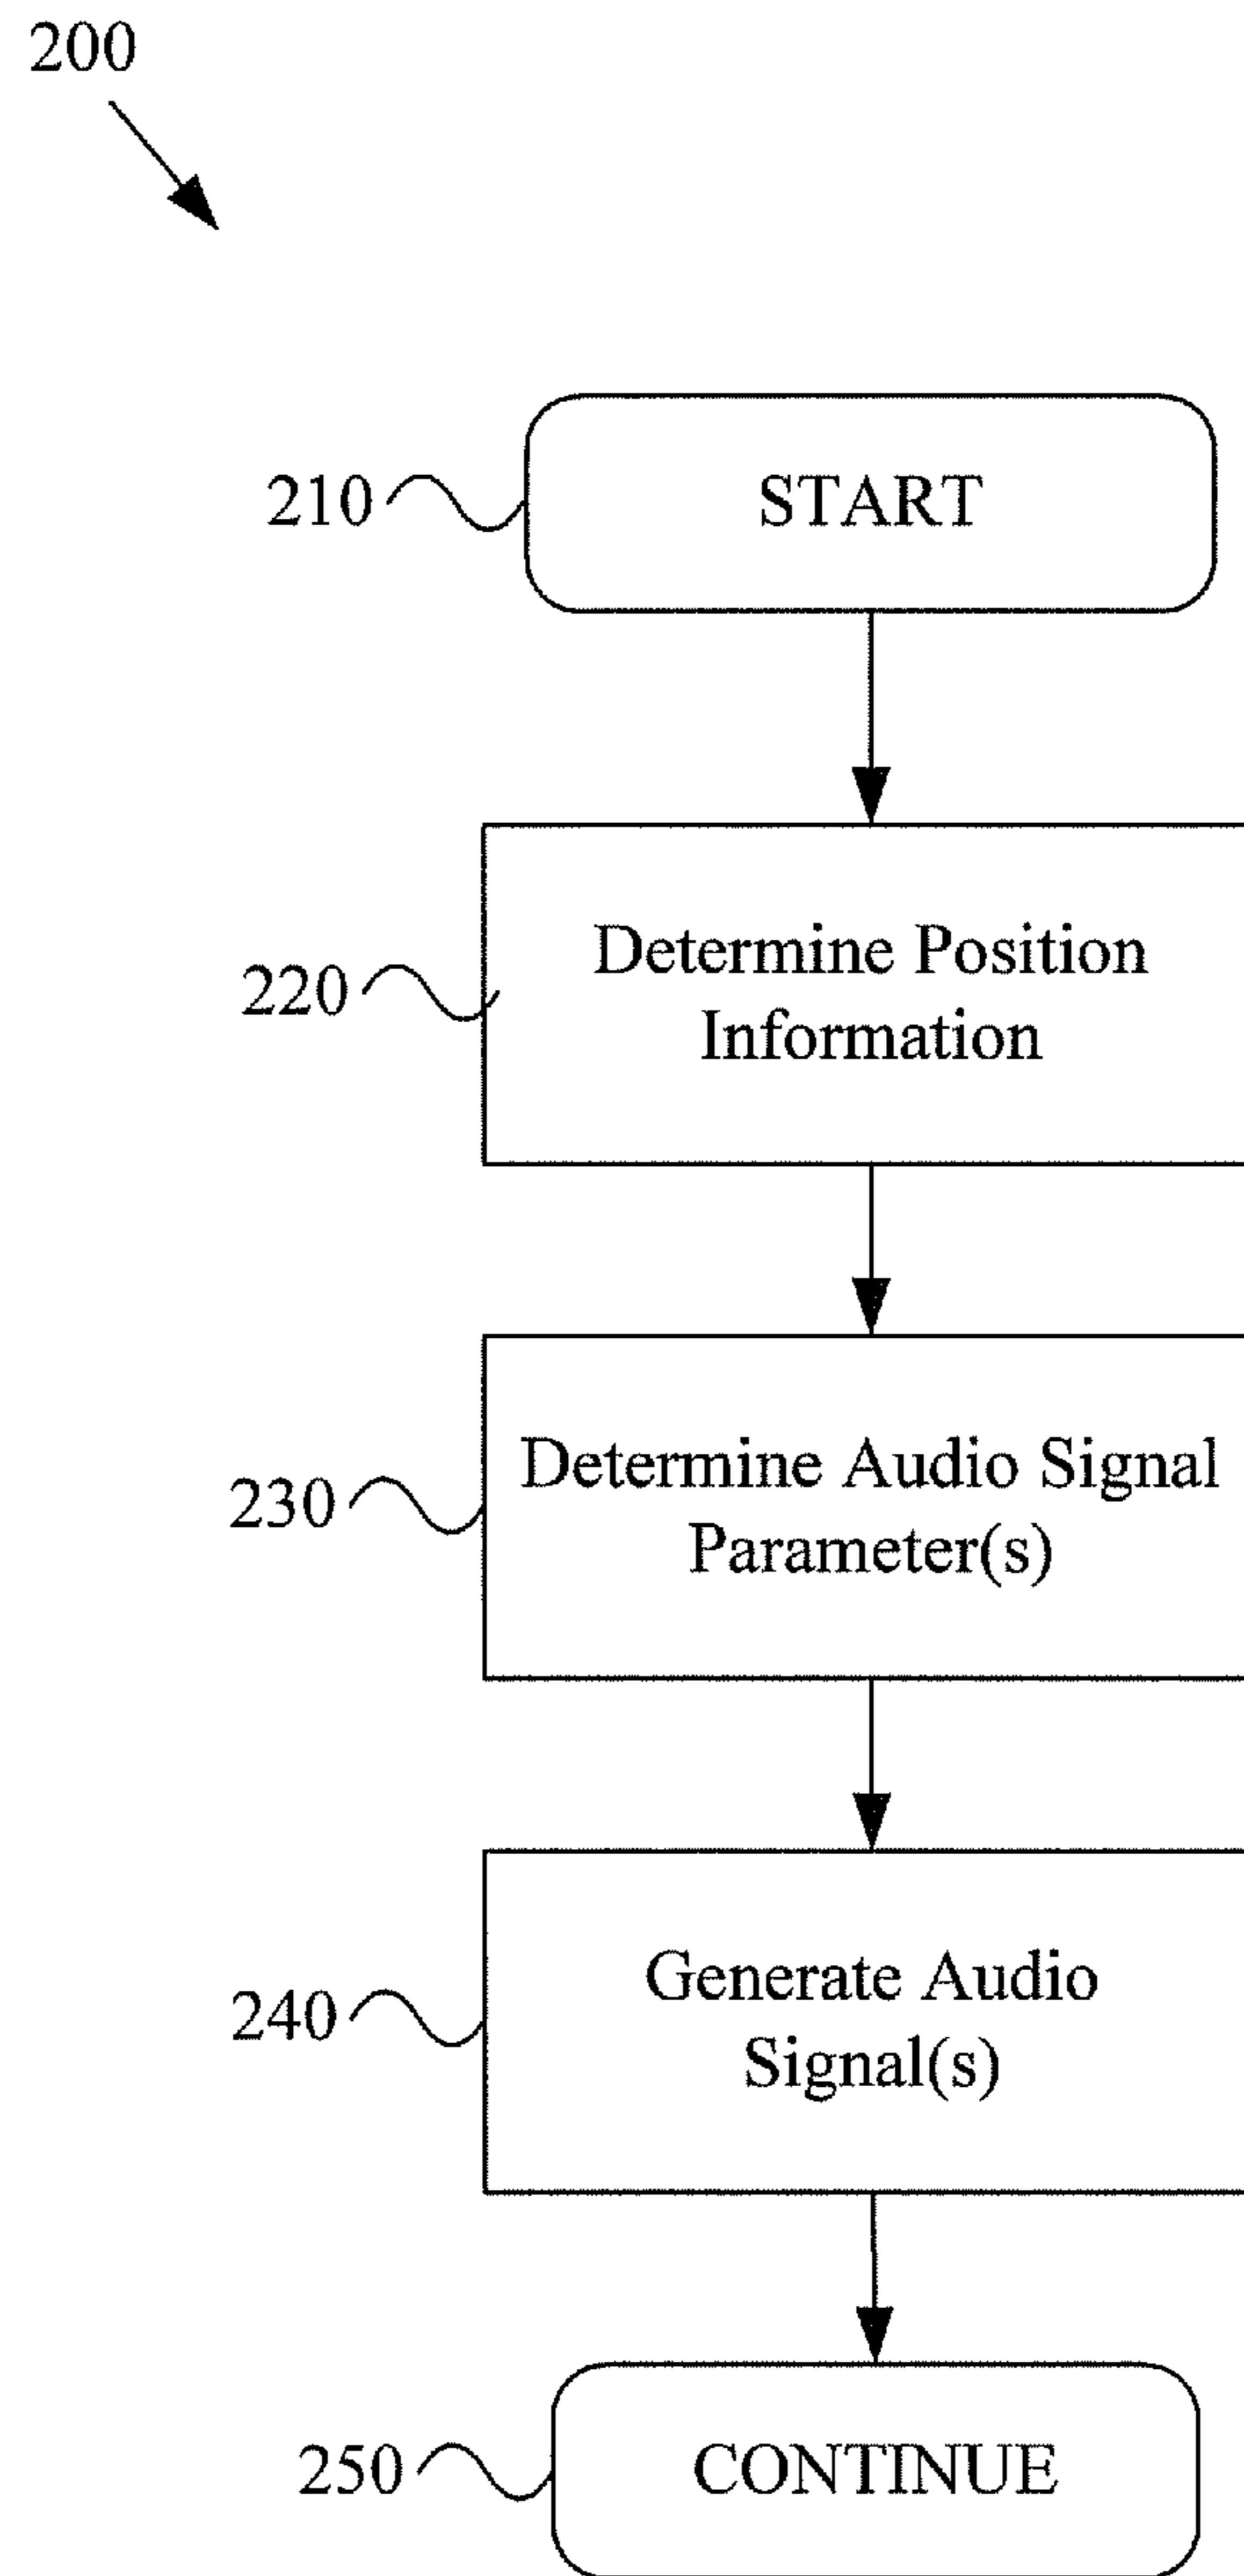 200
210
START
220
Determine Position
Information
230
Determine Audio Signal
Parameter(s)
240
Generate Audio
Signal(s)
250
CONTINUE